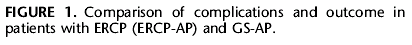 FIGURE 1. Comparison of complications and outcome in
patients with ERCP (ERCP-AP) and GS-AP.